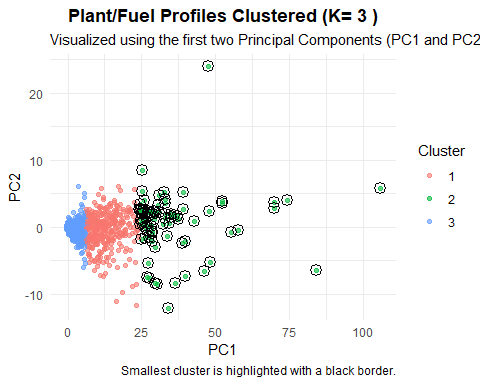 Plant/Fuel Profiles Clustered (K= 3 )
Visualized using the first two Principal Components (PC1 and PC2
20
10
0
-10
PC2
0 25 50 75 100
PC1
Cluster
1
2
3
Smallest cluster is highlighted with a black border.